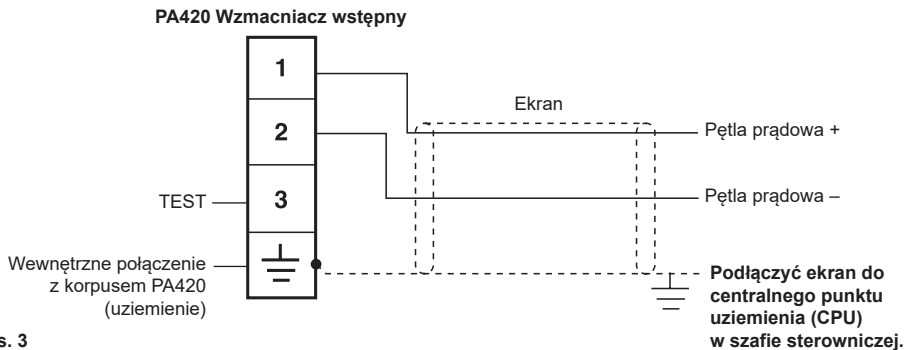 PA420 Wzmacniacz wstępny
1
Ekran
2
Pętla prądowa +
TEST
3
Pętla prądowa –
Wewnętrzne połączenie
z korpusem PA420
(uziemienie)
Podłączyć ekran do
centralnego punktu
uziemienia (CPU)
w szafie sterowniczej.
s. 3